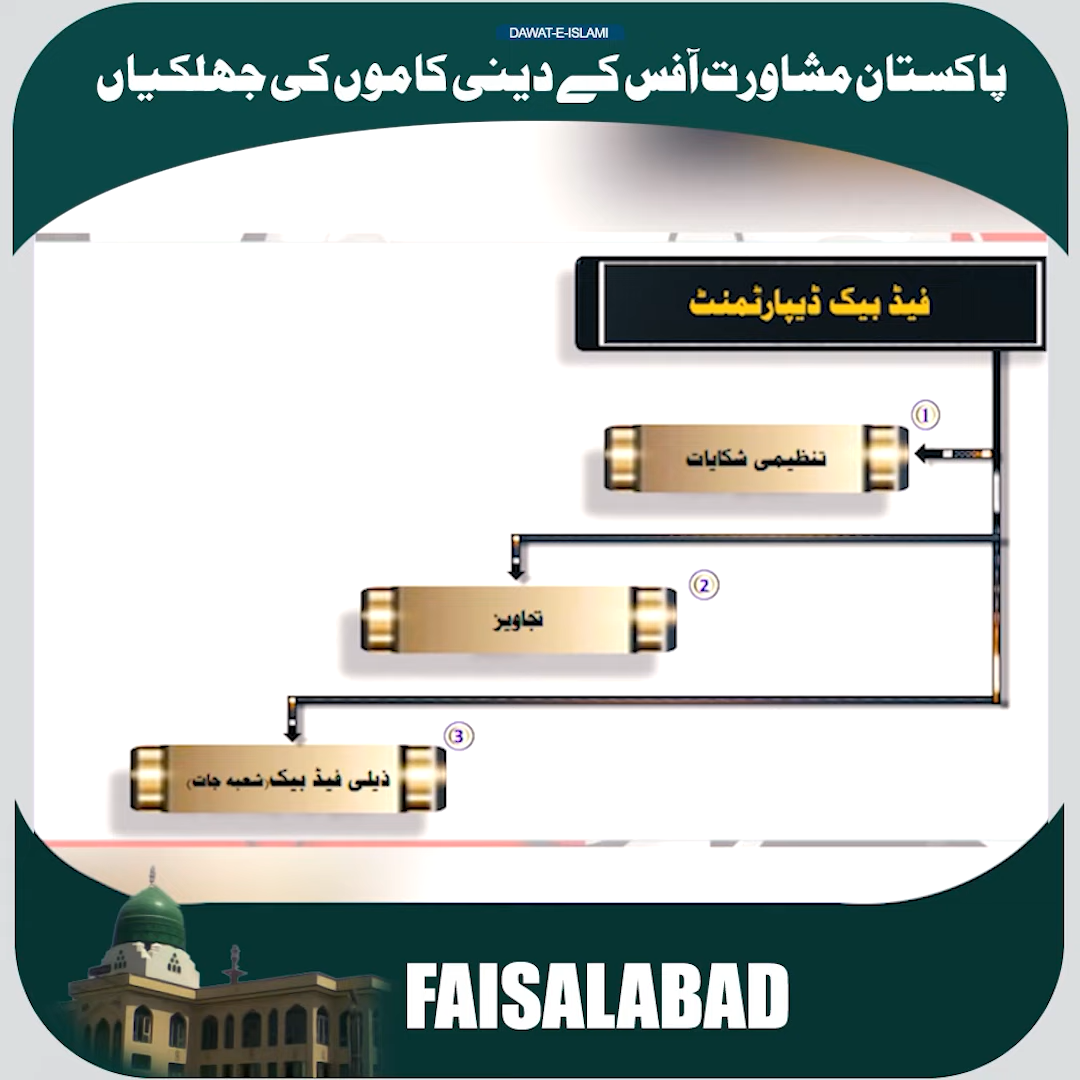 DAWAT-E-ISLAMI
پاکستان مشاورت آفس کے دینی کاموں کی جھلکیاں
فیڈ بیک ڈیپارٹمنٹ
(1)
تنظیمی شکایات
(2)
تجاویز
(3)
ذیلی فیڈ بیک (شعبہ جات)
FAISALABAD